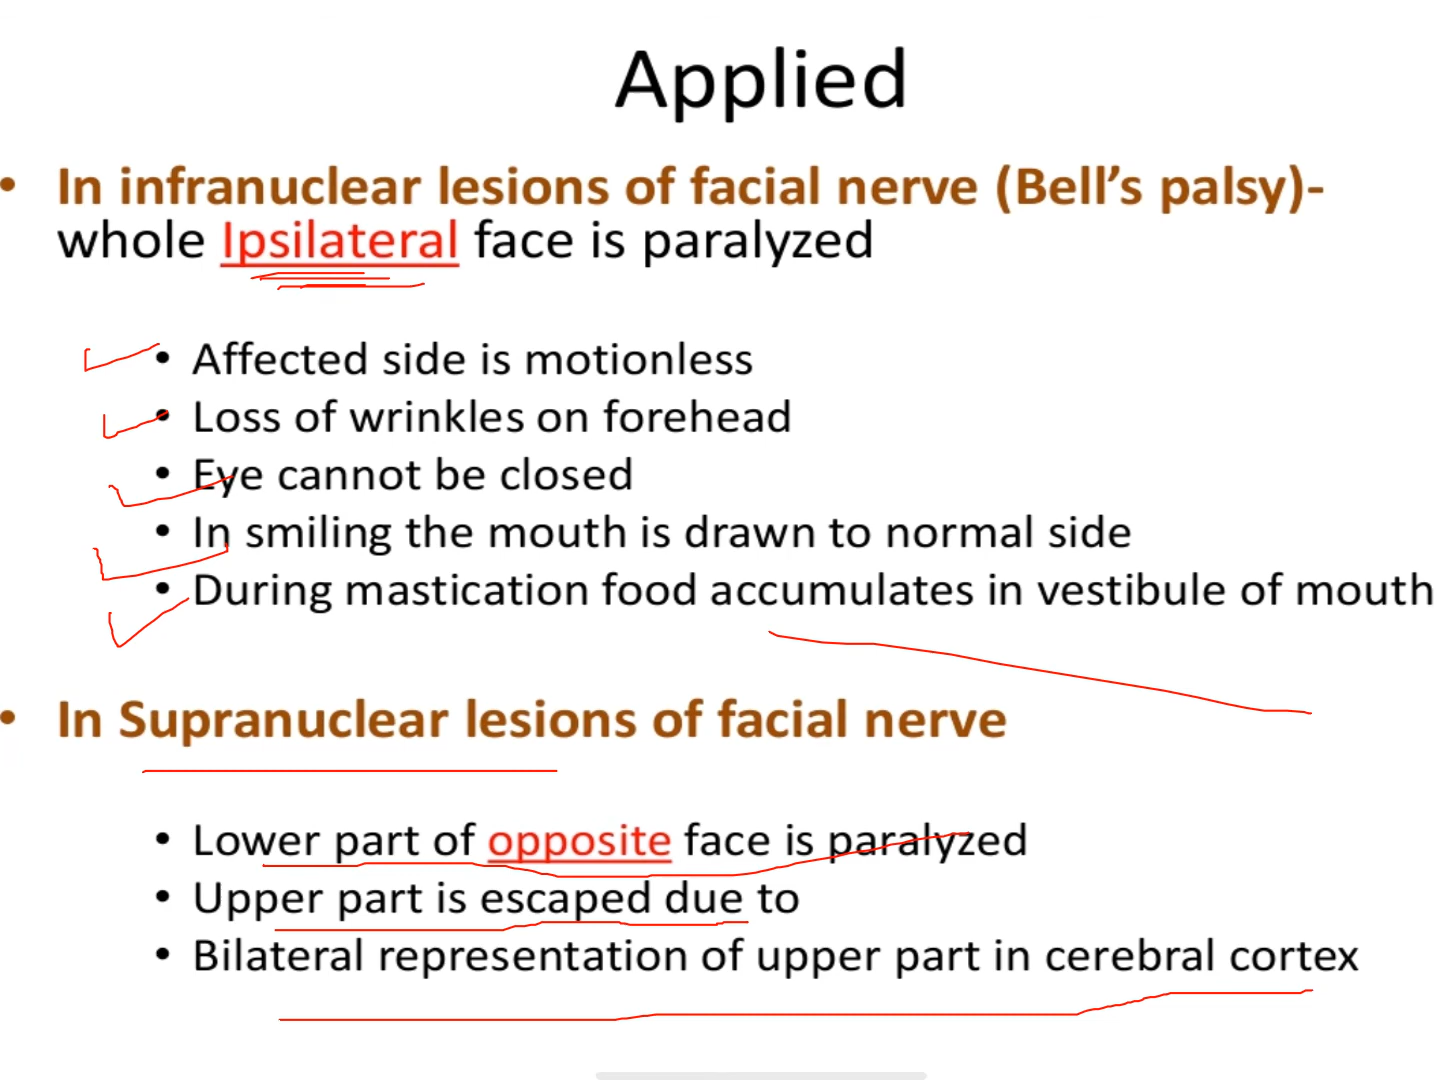 Applied
• In infranuclear lesions of facial nerve (Bell’s palsy)-
whole Ipsilateral face is paralyzed
• Affected side is motionless
• Loss of wrinkles on forehead
• Eye cannot be closed
• In smiling the mouth is drawn to normal side
• During mastication food accumulates in vestibule of mouth
• In Supranuclear lesions of facial nerve
• Lower part of opposite face is paralyzed
• Upper part is escaped due to
• Bilateral representation of upper part in cerebral cortex